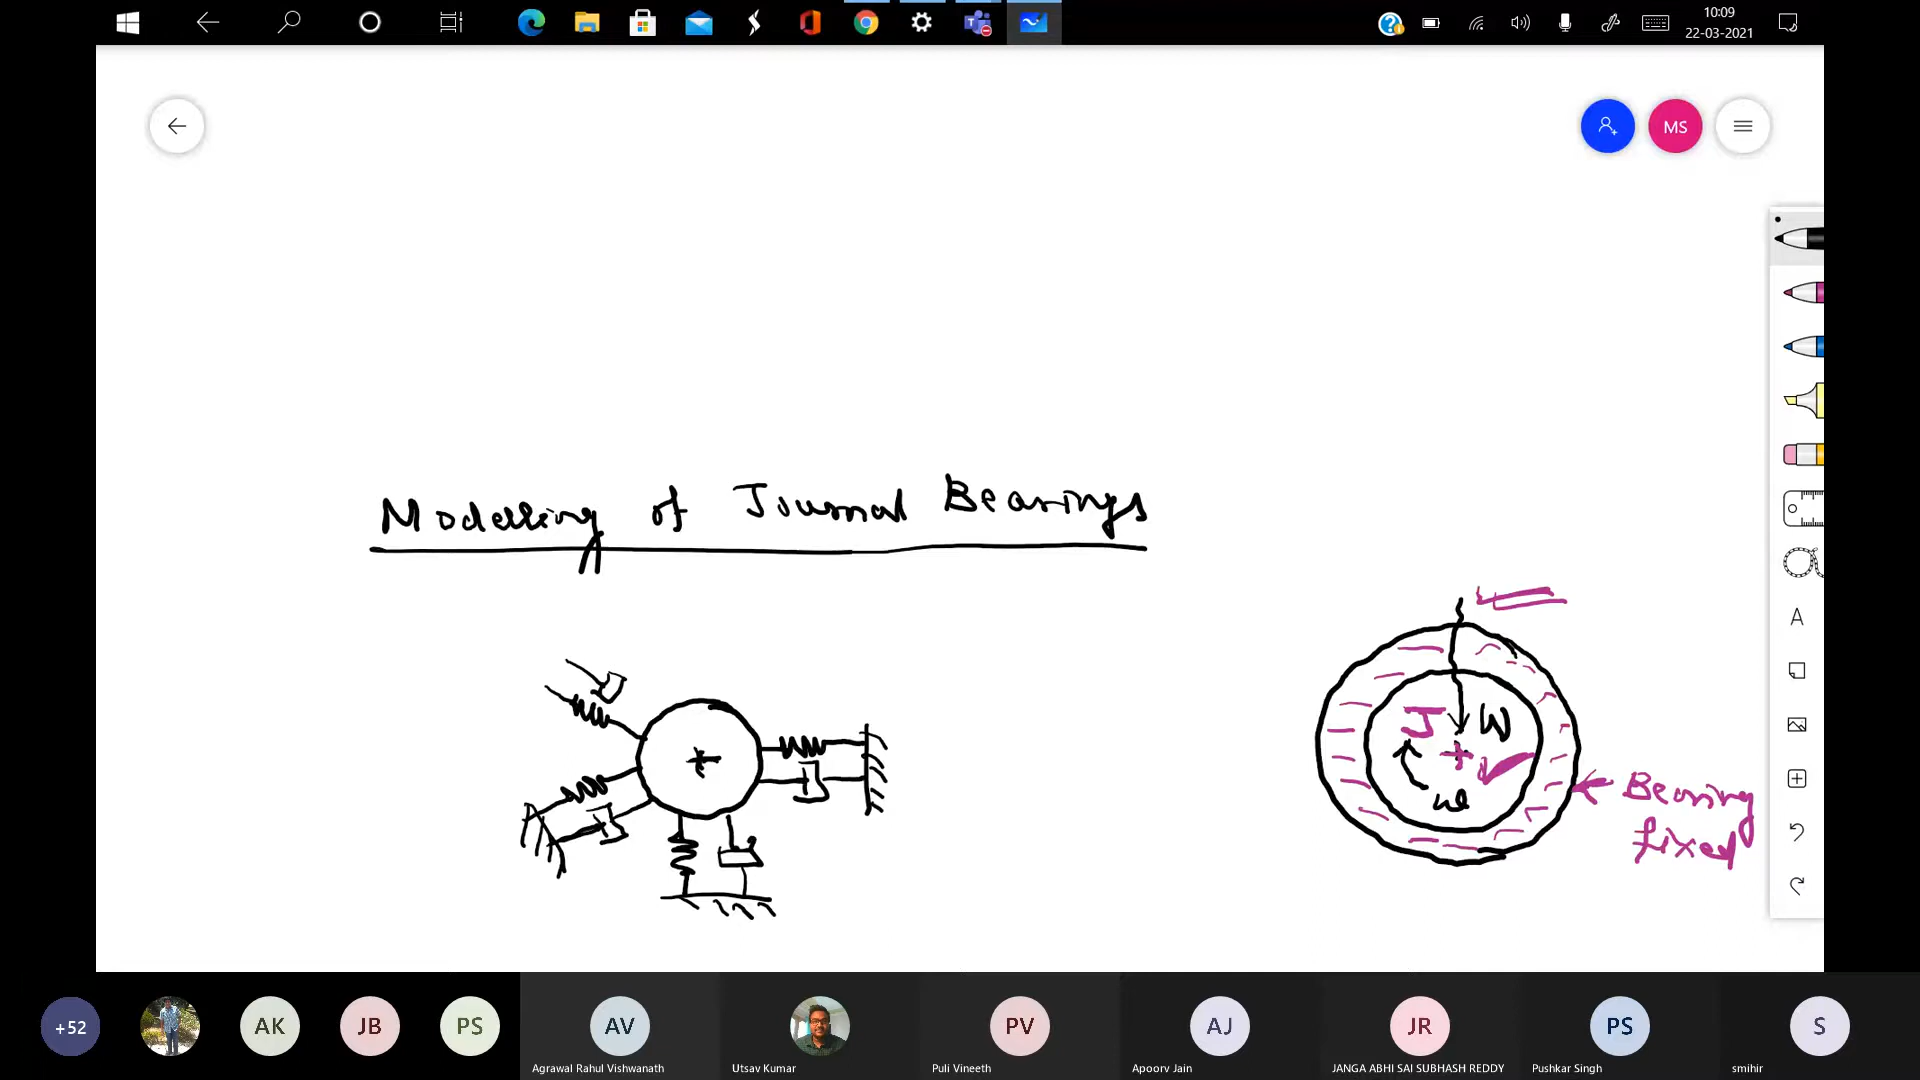 10:09
22-03-2021
MS
Modelling of Journal Bearings
W
J
ω
Bearing
fixed
A
+52
AK
JB
PS
AV
PV
AJ
JR
PS
S
Agrawal Rahul Vishwanath
Utsav Kumar
Puli Vineeth
Apoorv Jain
JANGA ABHI SAI SUBHASH REDDY
Pushkar Singh
smihir